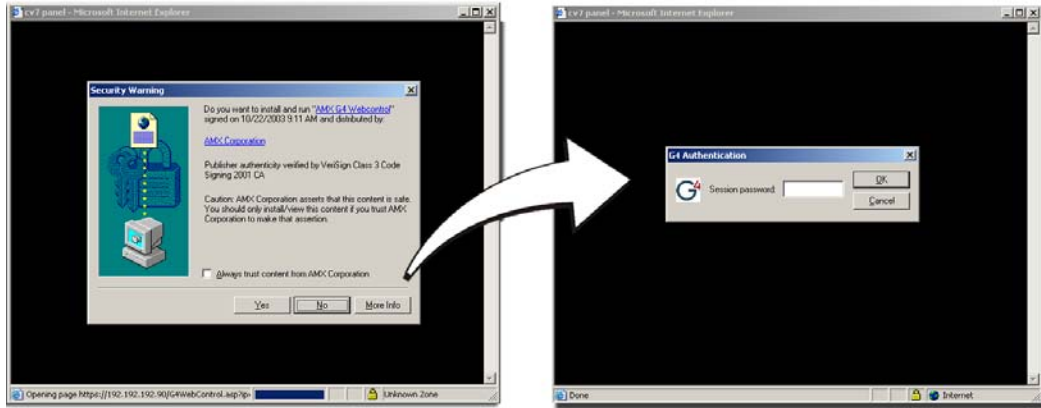 cv7 panel - Microsoft Internet Explorer
Security Warning
Do you want to install and run "AMX G4 Webcontrol"
signed on 10/22/2003 9:11 AM and distributed by:
AMX Corporation
Publisher authenticity verified by VeriSign Class 3 Code
Signing 2001 CA
Caution: AMX Corporation asserts that this content is safe.
You should only install/view this content if you trust AMX
Corporation to make that assertion.
Always trust content from AMX Corporation
Yes
No
More Info
Opening page https://192.192.192.90/G4WebControl.asp?ip=
Unknown Zone
cv7 panel - Microsoft Internet Explorer
G4 Authentication
G4
Session password
OK
Cancel
Done
Internet